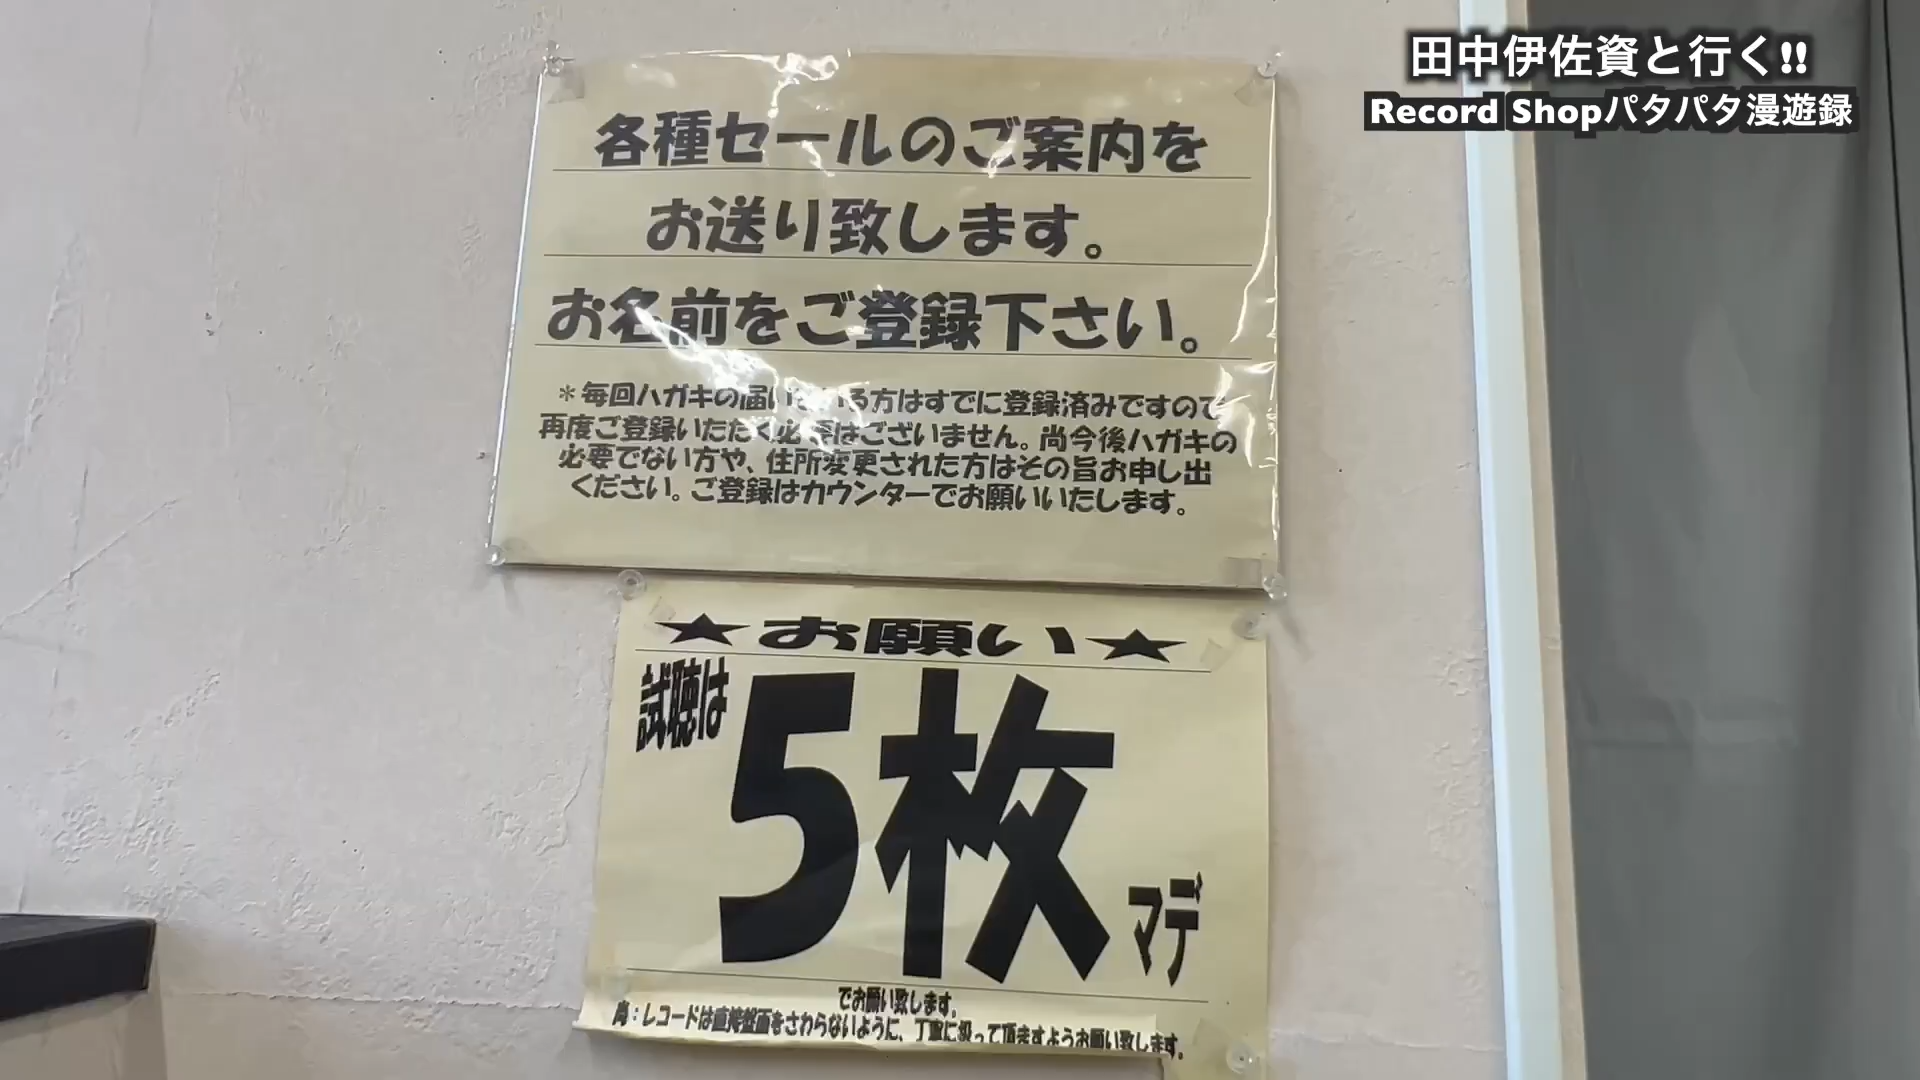 田中伊佐資と行く!!
Record Shopパタパタ漫遊録
各種セールのご案内を
お送り致します。
お名前をご登録下さい。
＊毎回ハガキの届いている方はすでに登録済みですので
再度ご登録いただく必要はございません。尚今後ハガキの
必要でない方や、住所変更された方はその旨お申し出
ください。ご登録はカウンターでお願いいたします。
★お願い★
試聴は
5枚
マデ
でお願い致します。
尚：レコードは直接盤面をさわらないように、丁寧に扱って頂きますようお願い致します。